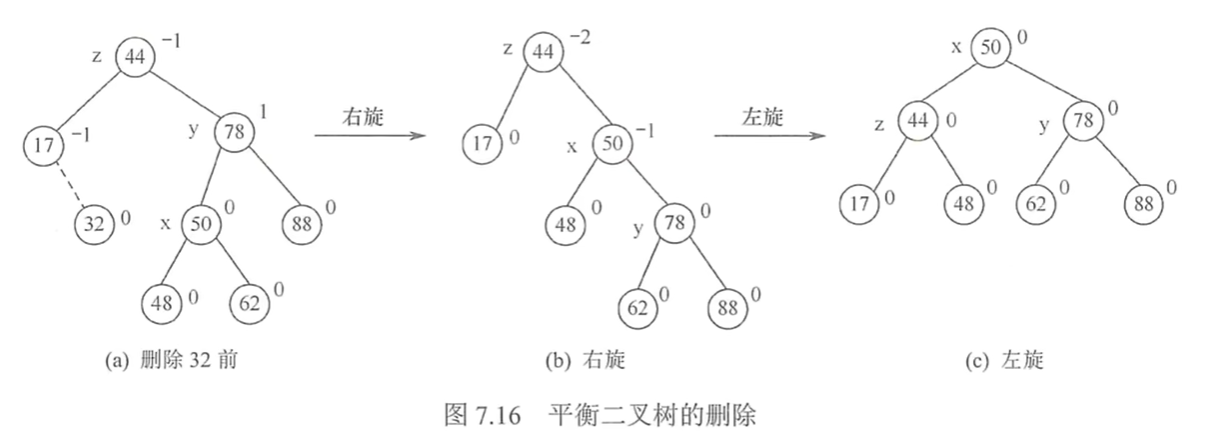 z 44 -1
17 -1
y 78 1
32 0
x 50 0
88 0
48 0
62 0
右旋
z 44 -2
17 0
x 50 -1
48 0
y 78 0
62 0
88 0
左旋
x 50 0
z 44 0
y 78 0
17 0
48 0
62 0
88 0
(a) 删除 32 前
(b) 右旋
(c) 左旋
图 7.16 平衡二叉树的删除